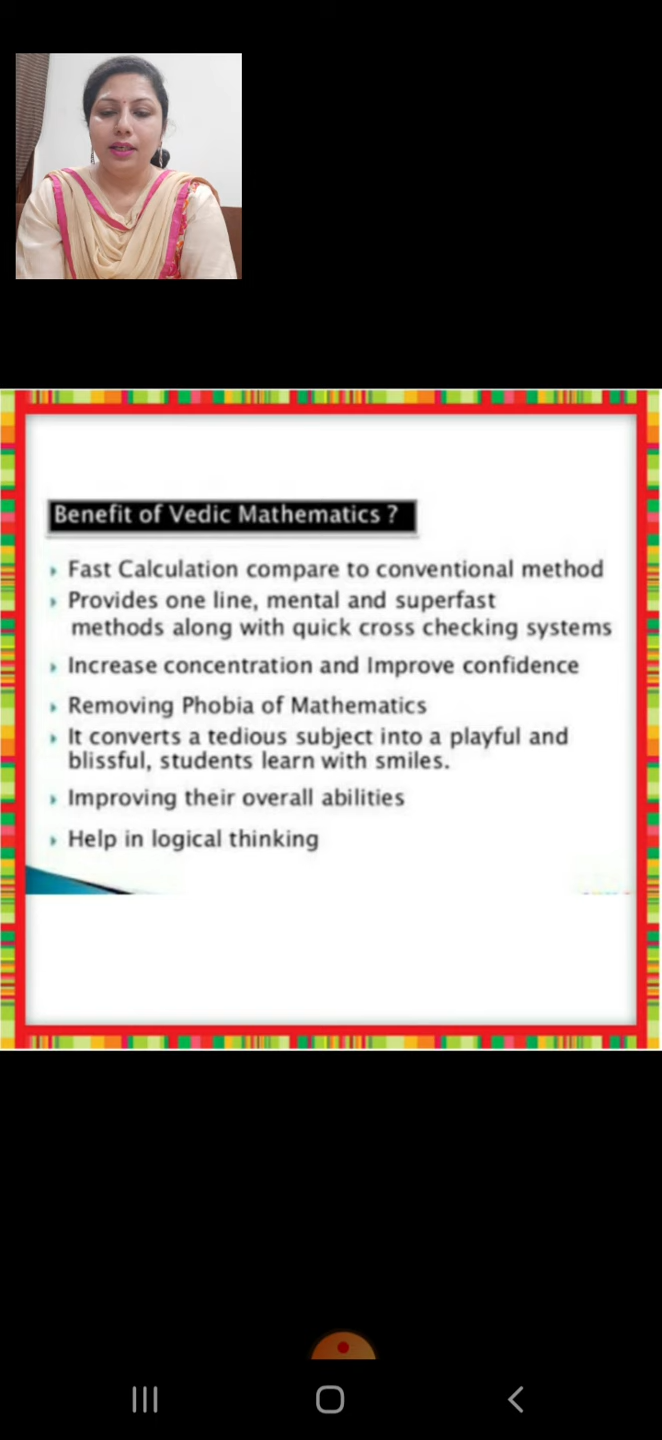 Benefit of Vedic Mathematics ?
Fast Calculation compare to conventional method
Provides one line, mental and superfast
methods along with quick cross checking systems
Increase concentration and Improve confidence
Removing Phobia of Mathematics
It converts a tedious subject into a playful and
blissful, students learn with smiles.
Improving their overall abilities
Help in logical thinking